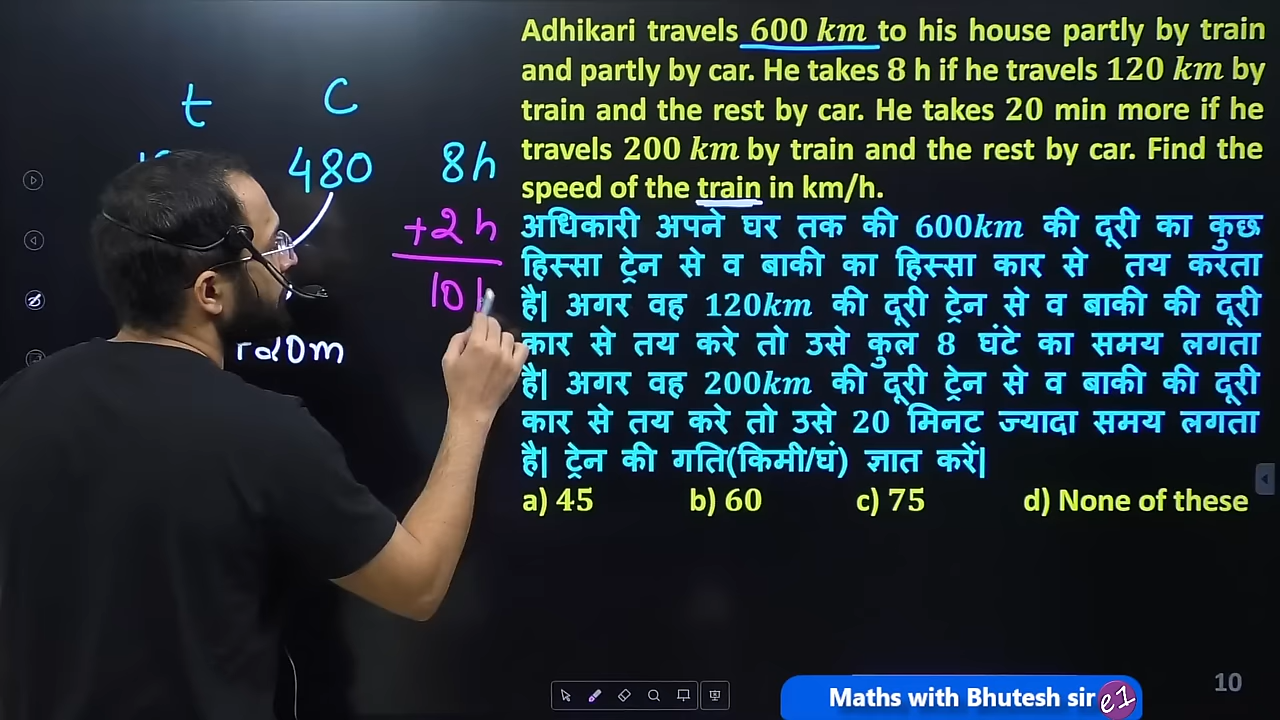 Adhikari travels 600 km to his house partly by train
and partly by car. He takes 8 h if he travels 120 km by
train and the rest by car. He takes 20 min more if he
travels 200 km by train and the rest by car. Find the
speed of the train in km/h.
अधिकारी अपने घर तक की 600km की दूरी का कुछ
हिस्सा ट्रेन से व बाकी का हिस्सा कार से तय करता
है| अगर वह 120km की दूरी ट्रेन से व बाकी की दूरी
कार से तय करे तो उसे कुल 8 घंटे का समय लगता
है| अगर वह 200km की दूरी ट्रेन से व बाकी की दूरी
कार से तय करे तो उसे 20 मिनट ज्यादा समय लगता
है| ट्रेन की गति(किमी/घं) ज्ञात करें|
a) 45 b) 60 c) 75 d) None of these
t C
480 8h
+2h
10h
Maths with Bhutesh sir e1
10